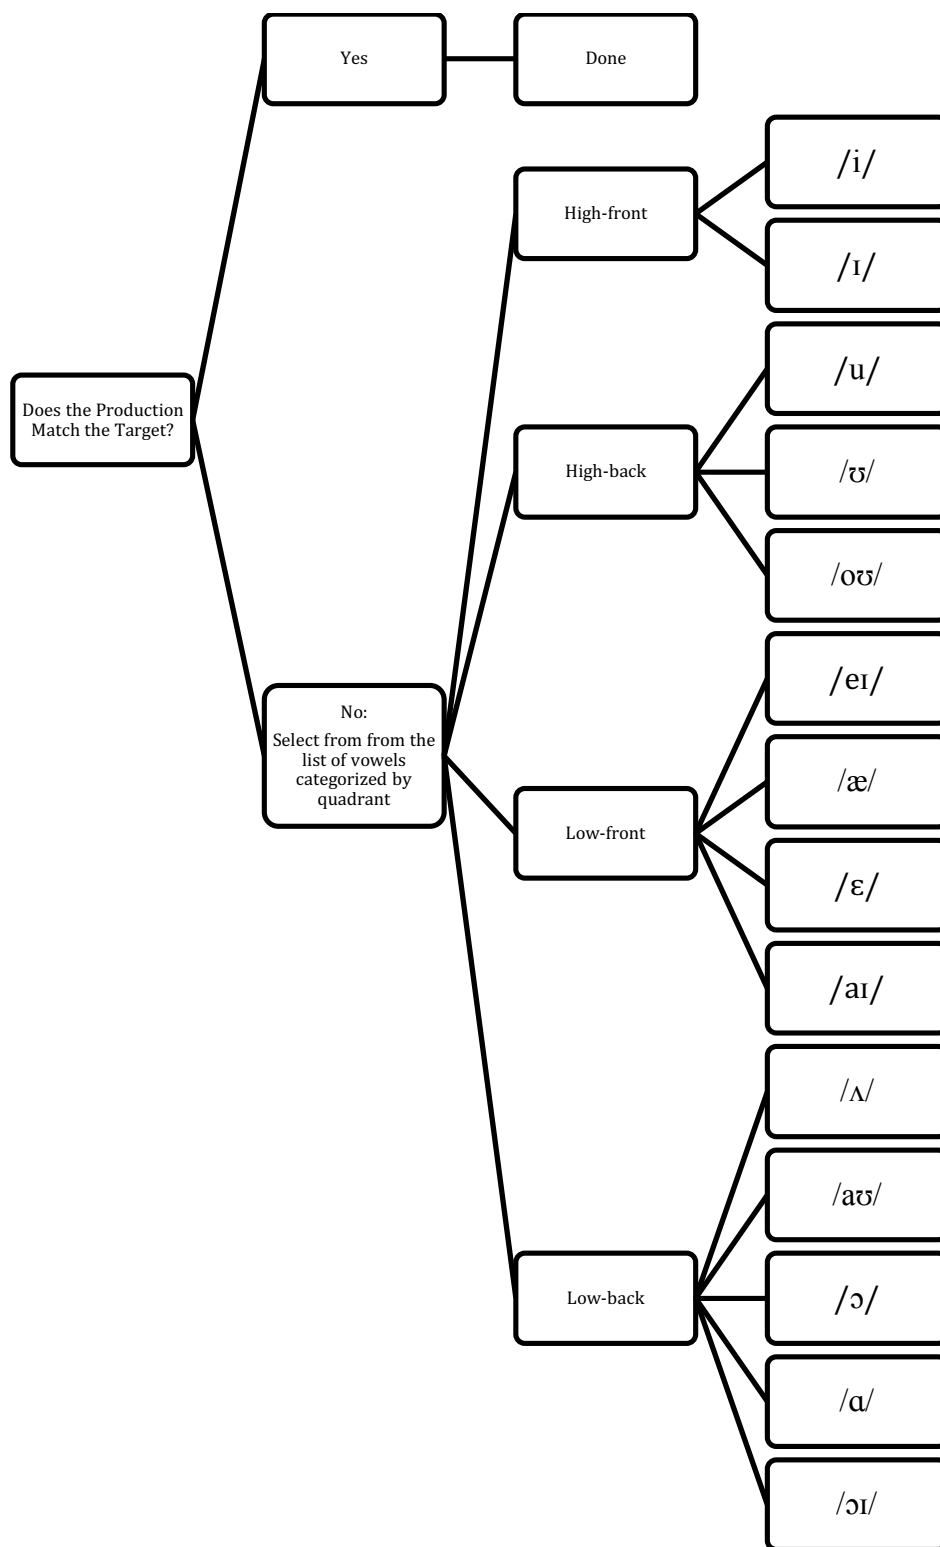 Yes
Done
/i/
High-front
/ɪ/
/u/
Does the Production
Match the Target?
High-back
/ʊ/
/oʊ/
/eɪ/
No:
Select from from the
list of vowels
categorized by
quadrant
/æ/
Low-front
/ɛ/
/aɪ/
/ʌ/
/aʊ/
Low-back
/ɔ/
/ɑ/
/ɔɪ/